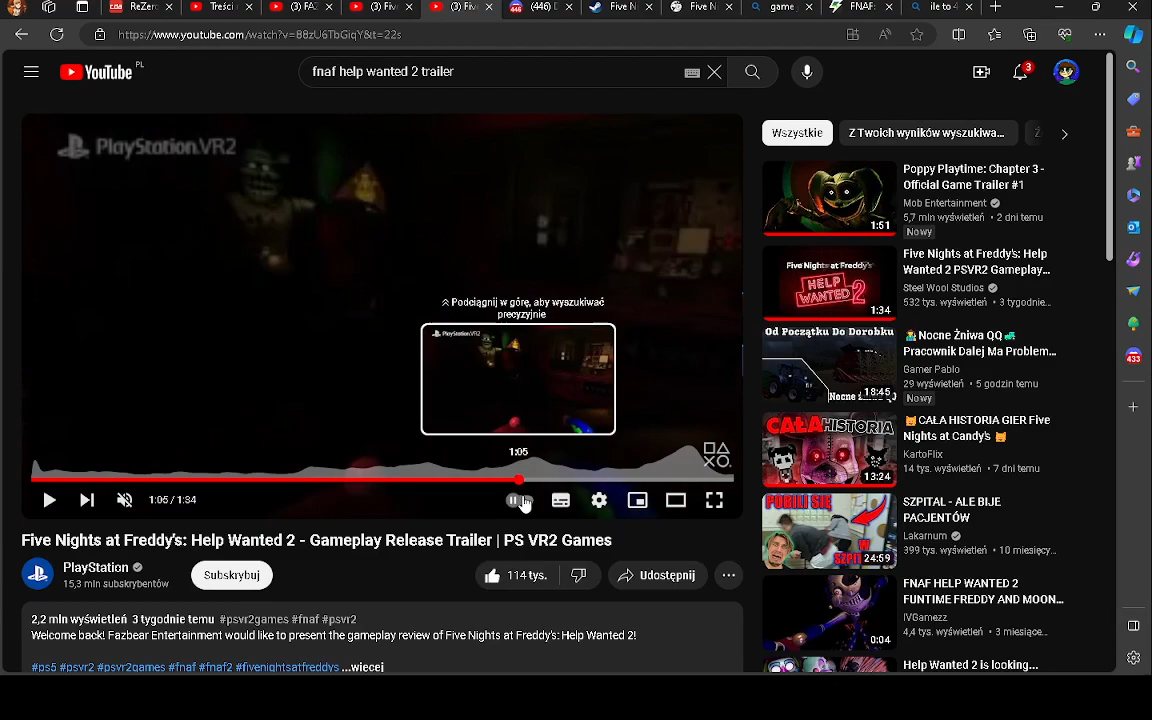 ReZer
Treści
(3) FAZ
(3) Five
(3) Five
(446) D
Five N
Five N
game
FNAF:
ile to 4
https://www.youtube.com/watch?v=88zU6TbGiqY&t=22s
YouTube PL
fnaf help wanted 2 trailer
3
PlayStation.VR2
Podciągnij w górę, aby wyszukiwać
precyzyjnie
PlayStation.VR2
1:05
1:05 / 1:34
Five Nights at Freddy's: Help Wanted 2 - Gameplay Release Trailer | PS VR2 Games
PlayStation
15,3 mln subskrybentów
Subskrybuj
114 tys.
Udostępnij
2,2 mln wyświetleń 3 tygodnie temu #psvr2games #fnaf #psvr2
Welcome back! Fazbear Entertainment would like to present the gameplay review of Five Nights at Freddy's: Help Wanted 2!
#ps5 #psvr2 #psvr2games #fnaf #fnaf2 #fivenightsatfreddys ...więcej
Wszystkie
Z Twoich wyników wyszukiwa...
1:51
Poppy Playtime: Chapter 3 -
Official Game Trailer #1
Mob Entertainment
5,7 mln wyświetleń • 2 dni temu
Nowy
Five Nights at Freddy's
HELP
WANTED
2
1:34
Five Nights at Freddy's: Help
Wanted 2 PSVR2 Gameplay...
Steel Wool Studios
532 tys. wyświetleń • 3 tygodnie...
Od Początku Do Dorobku
18:45
Nocne Żniwa QQ
Pracownik Dalej Ma Problem...
Gamer Pablo
29 wyświetleń • 5 godzin temu
Nowy
CAŁA HISTORIA
13:24
CAŁA HISTORIA GIER Five
Nights at Candy's
KartoFlix
14 tys. wyświetleń • 7 dni temu
POBILI SIĘ
W
24:59
SZPITAL - ALE BIJE
PACJENTÓW
Lakarnum
399 tys. wyświetleń • 10 miesięcy...
0:04
FNAF HELP WANTED 2
FUNTIME FREDDY AND MOON...
IVGamezz
4,4 tys. wyświetleń • 3 miesiące...
Help Wanted 2 is looking...
433